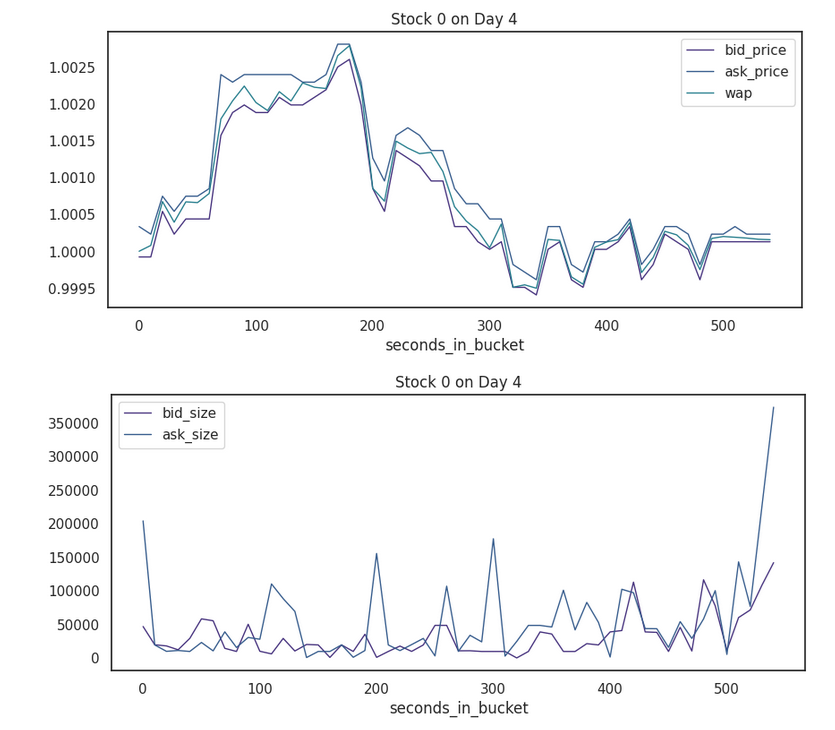 Stock 0 on Day 4
bid_price
ask_price
wap
1.0025
1.0020
1.0015
1.0010
1.0005
1.0000
0.9995
0 100 200 300 400 500
seconds_in_bucket
Stock 0 on Day 4
bid_size
ask_size
350000
300000
250000
200000
150000
100000
50000
0
0 100 200 300 400 500
seconds_in_bucket